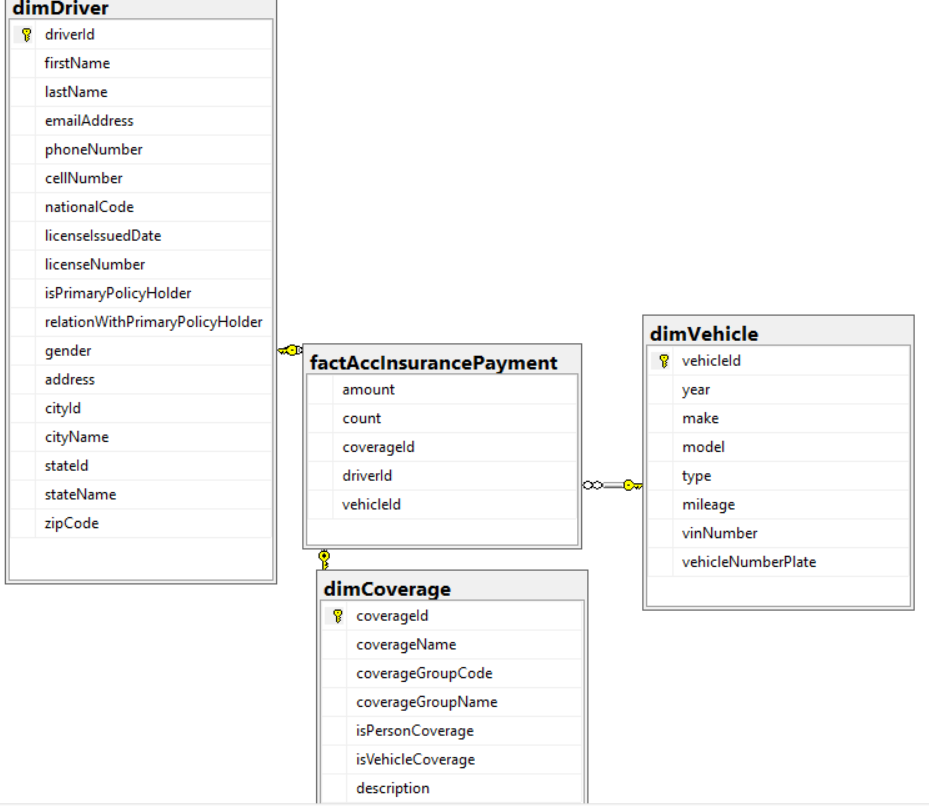 dimDriver
driverId
firstName
lastName
emailAddress
phoneNumber
cellNumber
nationalCode
licenseIssuedDate
licenseNumber
isPrimaryPolicyHolder
relationWithPrimaryPolicyHolder
gender
address
cityId
cityName
stateId
stateName
zipCode
factAccInsurancePayment
amount
count
coverageId
driverId
vehicleId
dimVehicle
vehicleId
year
make
model
type
mileage
vinNumber
vehicleNumberPlate
dimCoverage
coverageId
coverageName
coverageGroupCode
coverageGroupName
isPersonCoverage
isVehicleCoverage
description